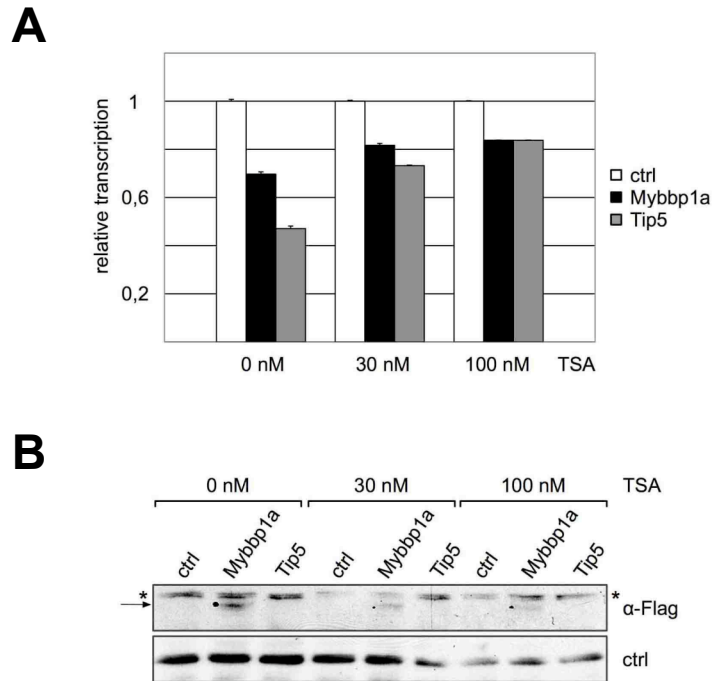 A
relative transcription
1
0,6
0,2
0 nM 30 nM 100 nM TSA
ctrl
Mybbp1a
Tip5
B
0 nM 30 nM 100 nM TSA
ctrl Mybbp1a Tip5 ctrl Mybbp1a Tip5 ctrl Mybbp1a Tip5
* *
α-Flag
ctrl